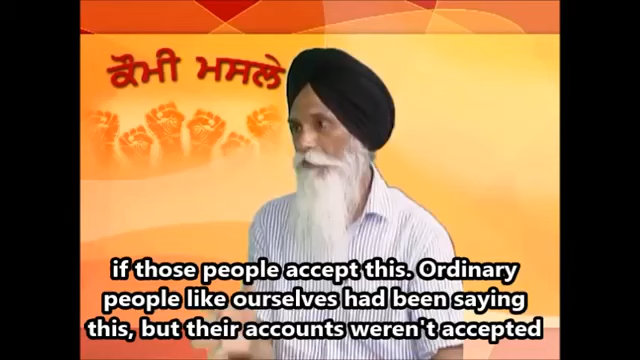 ਕੌਮੀ ਮਸਲੇ
if those people accept this. Ordinary
people like ourselves had been saying
this, but their accounts weren't accepted